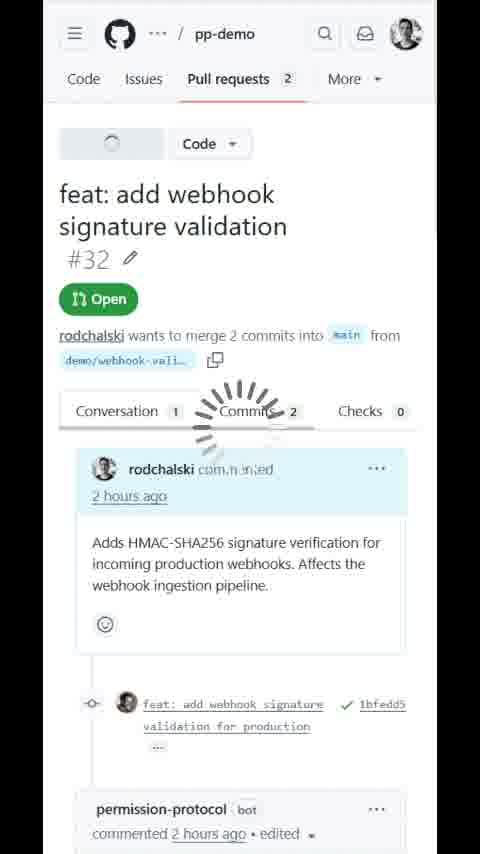 / pp-demo
Code Issues Pull requests 2 More
Code
feat: add webhook
signature validation
#32
Open
rodchalski wants to merge 2 commits into main from
demo/webhook-vali…
Conversation 1 Commits 2 Checks 0
rodchalski commented
2 hours ago
Adds HMAC-SHA256 signature verification for
incoming production webhooks. Affects the
webhook ingestion pipeline.
feat: add webhook signature 1bfedd5
validation for production
permission-protocol bot
commented 2 hours ago • edited